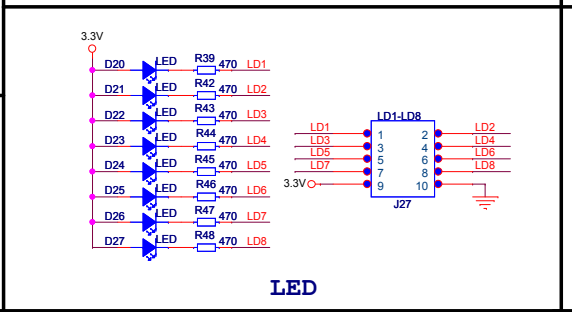 3.3V
D20 LED R39 470 LD1
D21 LED R42 470 LD2
D22 LED R43 470 LD3
D23 LED R44 470 LD4
D24 LED R45 470 LD5
D25 LED R46 470 LD6
D26 LED R47 470 LD7
D27 LED R48 470 LD8
LD1-LD8
LD1 1 2 LD2
LD3 3 4 LD4
LD5 5 6 LD6
LD7 7 8 LD8
3.3V 9 10
J27
LED